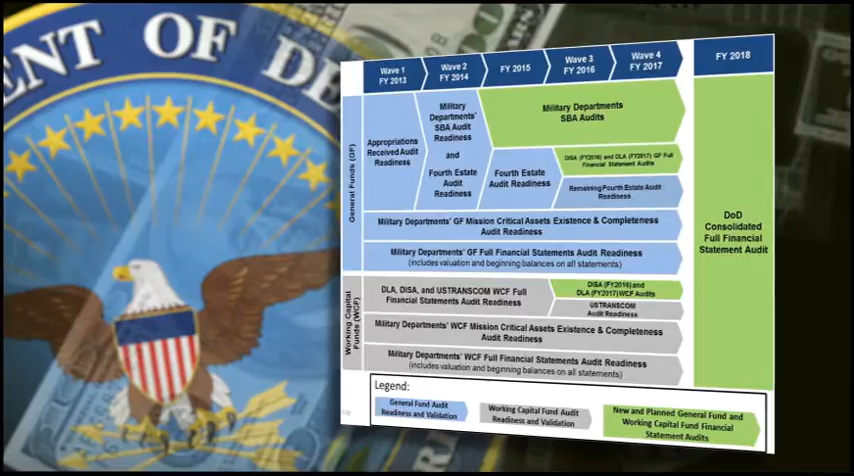 ENT OF DE
Wave 1
FY 2013
Wave 2
FY 2014
FY 2015
Wave 3
FY 2016
Wave 4
FY 2017
FY 2018
General Funds (GF)
Appropriations
Received Audit
Readiness
Military
Departments'
SBA Audit
Readiness
and
Fourth Estate
Audit
Readiness
Military Departments
SBA Audits
Fourth Estate
Audit Readiness
DISA (FY2016) and DLA (FY2017) GF Full
Financial Statement Audits
Remaining Fourth Estate Audit
Readiness
Military Departments' GF Mission Critical Assets Existence & Completeness
Audit Readiness
Military Departments' GF Full Financial Statements Audit Readiness
(includes valuation and beginning balances on all statements)
Working Capital
Funds (WCF)
DLA, DISA, and USTRANSCOM WCF Full
Financial Statements Audit Readiness
DISA (FY2016) and
DLA (FY2017) WCF Audits
USTRANSCOM
Audit Readiness
Military Departments' WCF Mission Critical Assets Existence & Completeness
Audit Readiness
Military Departments' WCF Full Financial Statements Audit Readiness
(includes valuation and beginning balances on all statements)
DoD
Consolidated
Full Financial
Statement Audit
Legend:
General Fund Audit
Readiness and Validation
Working Capital Fund Audit
Readiness and Validation
New and Planned General Fund and
Working Capital Fund Financial
Statement Audits